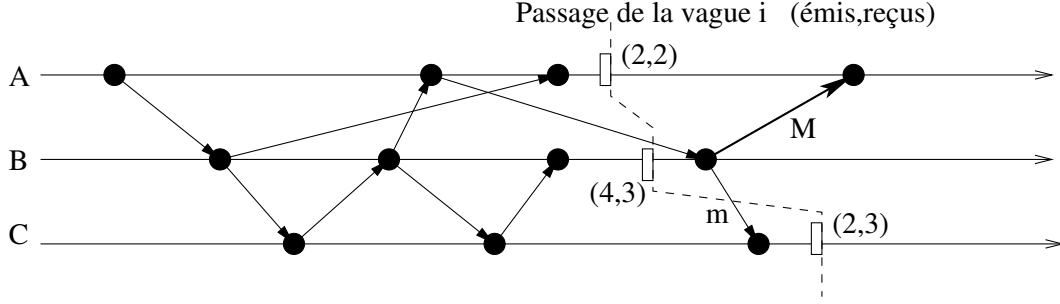 Passage de la vague i (émis,reçus)
A
(2,2)
M
B
(4,3)
m
C
(2,3)